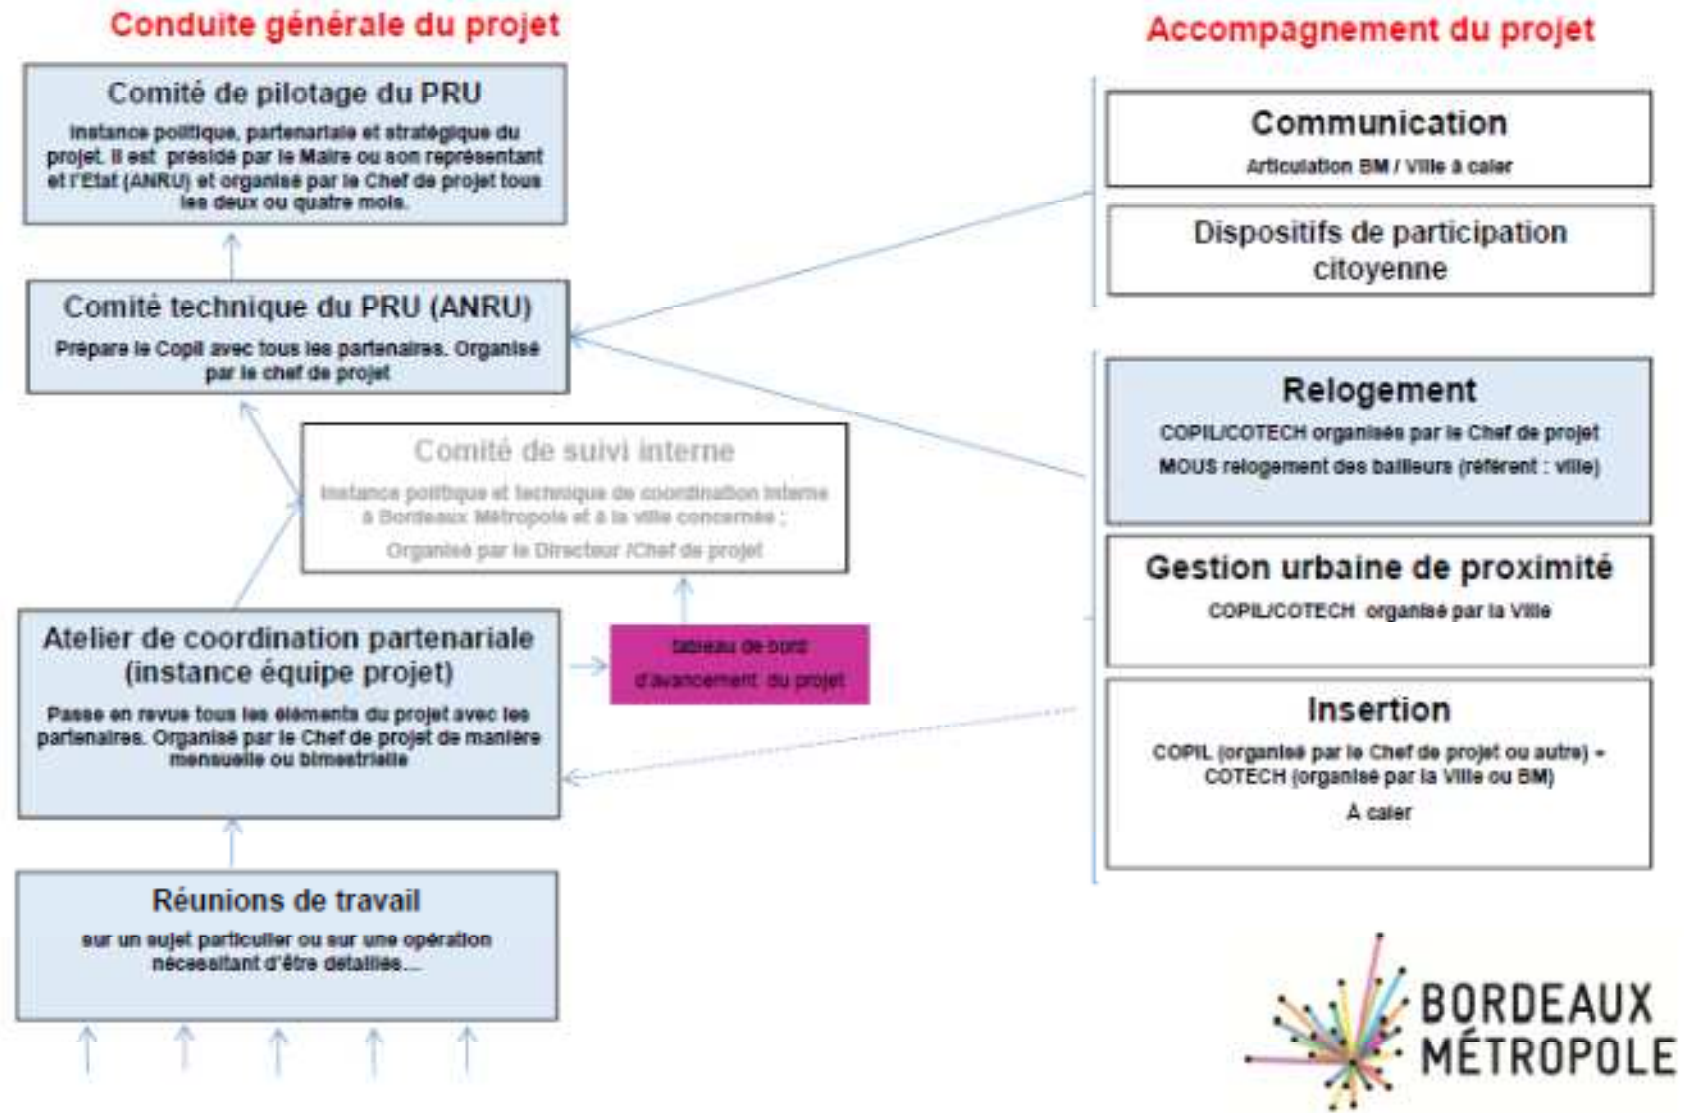 Conduite générale du projet
Comité de pilotage du PRU
Instance politique, partenariale et stratégique du
projet. Il est présidé par le Maire ou son représentant
et l'Etat (ANRU) et organisé par le Chef de projet tous
les deux ou quatre mois.
Comité technique du PRU (ANRU)
Prépare le Copil avec tous les partenaires. Organisé
par le chef de projet
Comité de suivi interne
Instance politique et technique de coordination interne
à Bordeaux Métropole et à la ville concernée ;
Organisé par le Directeur /Chef de projet
Atelier de coordination partenariale
(instance équipe projet)
Passe en revus tous les éléments du projet avec les
partenaires. Organisé par le Chef de projet de manière
mensuelle ou bimestrielle
tableau de bord
d'avancement du projet
Réunions de travail
sur un sujet particulier ou sur une opération
nécessitant d'être détaillés...
Accompagnement du projet
Communication
Articulation BM / Ville à caler
Dispositifs de participation
citoyenne
Relogement
COPIL/COTECH organisés par le Chef de projet
MOUS relogement des bailleurs (référent : ville)
Gestion urbaine de proximité
COPIL/COTECH organisé par la Ville
Insertion
COPIL (organisé par le Chef de projet ou autre) –
COTECH (organisé par la Ville ou BM)
A caler
BORDEAUX
MÉTROPOLE